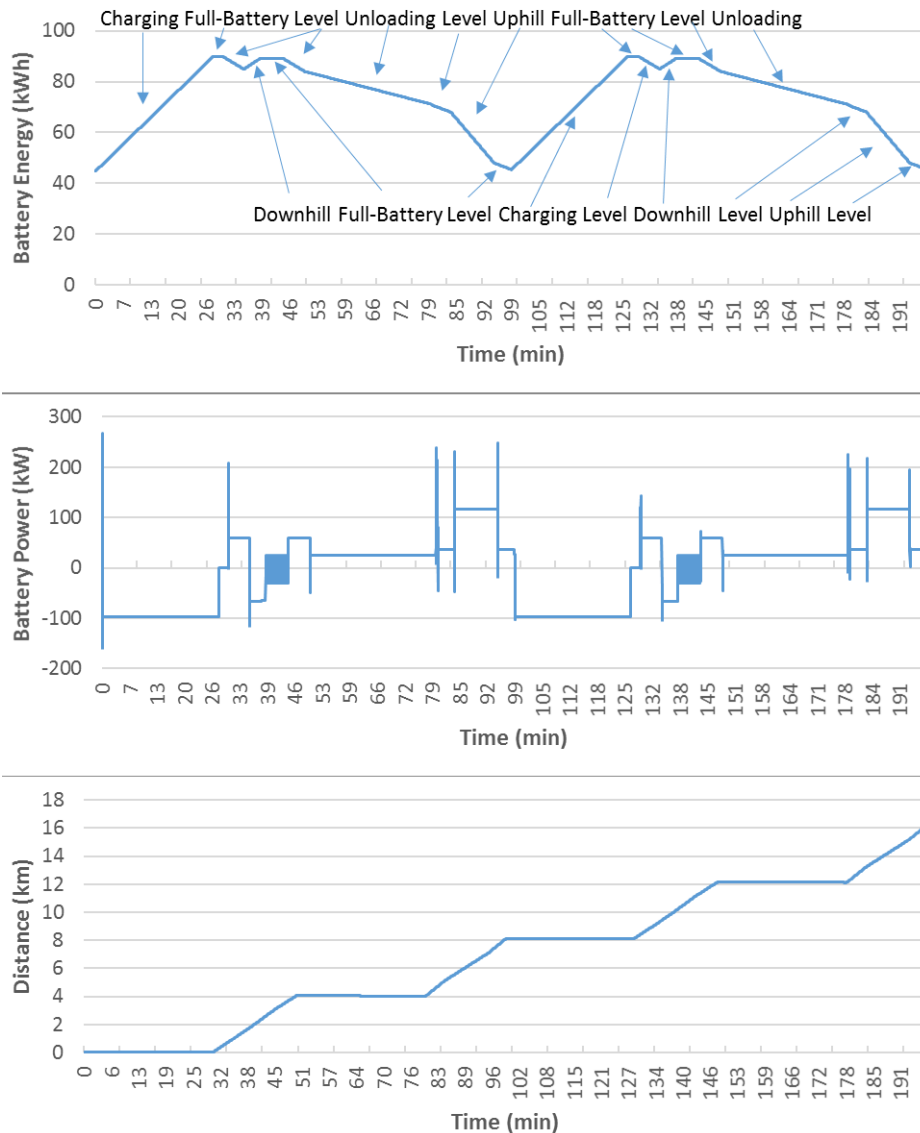 Charging Full-Battery Level Unloading Level Uphill Full-Battery Level Unloading
100
80
60
40
20
0
Battery Energy (kWh)
Downhill Full-Battery Level Charging Level Downhill Level Uphill Level
0 7 13 20 26 33 39 46 53 59 66 72 79 85 92 99 105 112 118 125 132 138 145 151 158 164 171 178 184 191
Time (min)
300
200
100
0
-100
-200
Battery Power (kW)
0 7 13 20 26 33 39 46 53 59 66 72 79 85 92 99 105 112 118 125 132 138 145 151 158 164 171 178 184 191
Time (min)
18
16
14
12
10
8
6
4
2
0
Distance (km)
0 6 13 19 26 32 38 45 51 57 64 70 77 83 89 96 102 108 115 121 128 134 140 147 153 159 166 172 178 185 191
Time (min)